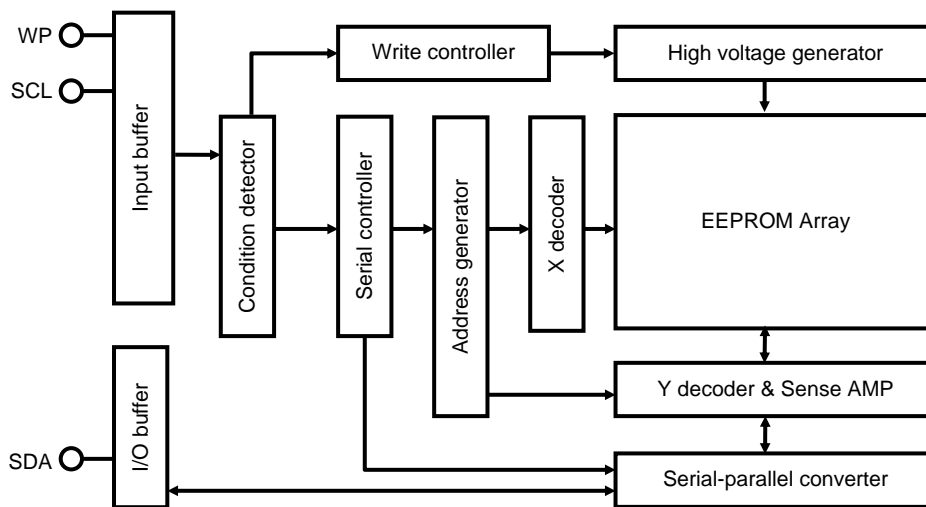 WP
SCL
Input buffer
Condition detector
Write controller
High voltage generator
Serial controller
Address generator
X decoder
EEPROM Array
Y decoder & Sense AMP
SDA
I/O buffer
Serial-parallel converter